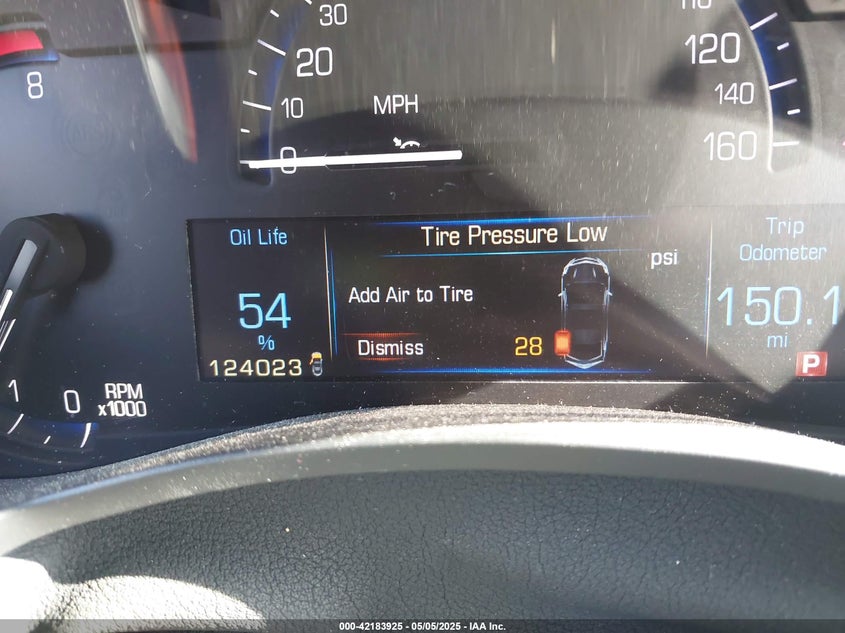 30
20
10
0
MPH
110
120
140
160
8
ABS
Oil Life
54
%
124023
Tire Pressure Low
psi
Add Air to Tire
Dismiss
28
Trip
Odometer
150.1
mi
P
1
0
RPM
x1000
000-42183925 - 05/05/2025 - IAA Inc.